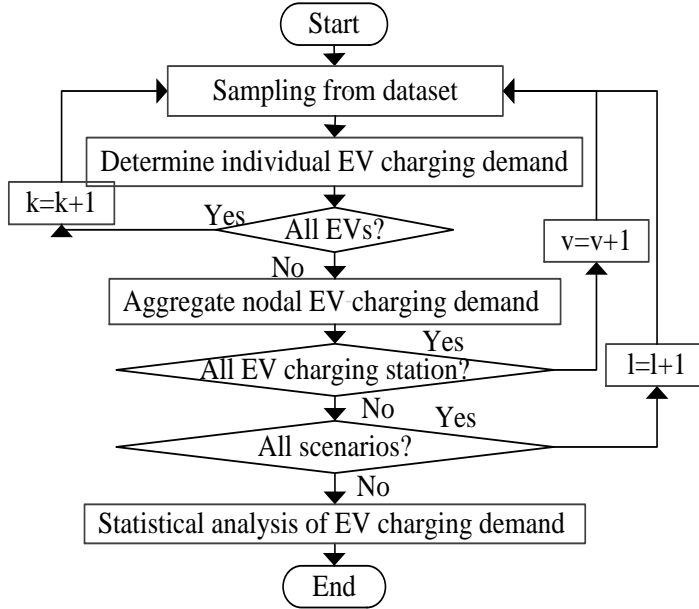 Start
Sampling from dataset
Determine individual EV charging demand
k=k+1
Yes
All EVs?
v=v+1
No
Aggregate nodal EV charging demand
Yes
All EV charging station?
l=l+1
No
Yes
All scenarios?
No
Statistical analysis of EV charging demand
End